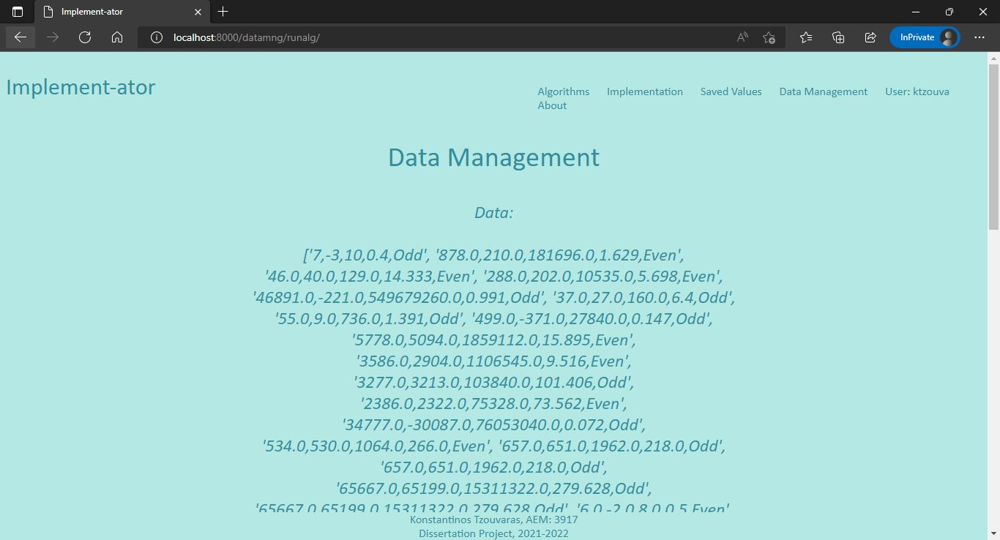 Implement-ator
localhost:8000/datamng/runalg/
InPrivate
Implement-ator
Algorithms Implementation Saved Values Data Management User: ktzouva
About
Data Management
Data:
['7,-3,10,0.4,Odd', '878.0,210.0,181696.0,1.629,Even',
'46.0,40.0,129.0,14.333,Even', '288.0,202.0,10535.0,5.698,Even',
'46891.0,-221.0,549679260.0,0.991,Odd', '37.0,27.0,160.0,6.4,Odd',
'55.0,9.0,736.0,1.391,Odd', '499.0,-371.0,27840.0,0.147,Odd',
'5778.0,5094.0,1859112.0,15.895,Even',
'3586.0,2904.0,1106545.0,9.516,Even',
'3277.0,3213.0,103840.0,101.406,Odd',
'2386.0,2322.0,75328.0,73.562,Even',
'34777.0,-30087.0,76053040.0,0.072,Odd',
'534.0,530.0,1064.0,266.0,Even', '657.0,651.0,1962.0,218.0,Odd',
'657.0,651.0,1962.0,218.0,Odd',
'65667.0,65199.0,15311322.0,279.628,Odd',
'65667.0,65199.0,15311322.0,279.628,Odd', '6.0,-2.0,8.0,0.5,Even'
Konstantinos Tzouvaras, AEM: 3917
Dissertation Project, 2021-2022